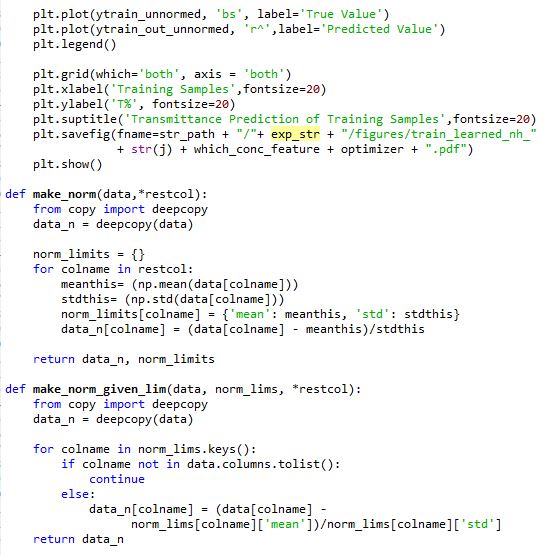 plt.plot(ytrain_unnormed, 'bs', label='True Value')
plt.plot(ytrain_out_unnormed, 'r^',label='Predicted Value')
plt.legend()
plt.grid(which='both', axis = 'both')
plt.xlabel('Training Samples',fontsize=20)
plt.ylabel('T%', fontsize=20)
plt.suptitle('Transmittance Prediction of Training Samples',fontsize=20)
plt.savefig(fname=str_path + "/"+ exp_str + "/figures/train_learned_nh_"
+ str(j) + which_conc_feature + optimizer + ".pdf")
plt.show()
def make_norm(data,*restcol):
from copy import deepcopy
data_n = deepcopy(data)
norm_limits = {}
for colname in restcol:
meanthis= (np.mean(data[colname]))
stdthis= (np.std(data[colname]))
norm_limits[colname] = {'mean': meanthis, 'std': stdthis}
data_n[colname] = (data[colname] - meanthis)/stdthis
return data_n, norm_limits
def make_norm_given_lim(data, norm_lims, *restcol):
from copy import deepcopy
data_n = deepcopy(data)
for colname in norm_lims.keys():
if colname not in data.columns.tolist():
continue
else:
data_n[colname] = (data[colname] -
norm_lims[colname]['mean'])/norm_lims[colname]['std']
return data_n